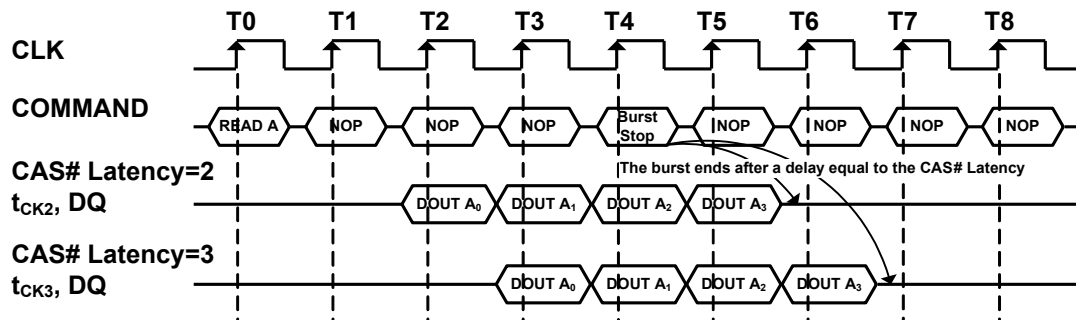 T0 T1 T2 T3 T4 T5 T6 T7 T8
CLK
COMMAND
READ A NOP NOP NOP Burst Stop NOP NOP NOP NOP
The burst ends after a delay equal to the CAS# Latency
CAS# Latency=2
tCK2, DQ
DOUT A0 DOUT A1 DOUT A2 DOUT A3
CAS# Latency=3
tCK3, DQ
DOUT A0 DOUT A1 DOUT A2 DOUT A3